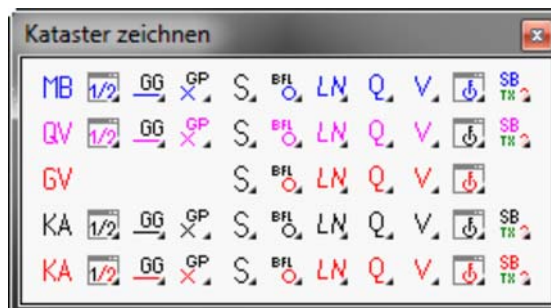 Kataster zeichnen
MB 1/2 GG GP S BFL LN Q V SB TX
QV 1/2 GG GP S BFL LN Q V SB TX
GV S BFL LN Q V
KA 1/2 GG GP S BFL LN Q V SB TX
KA 1/2 GG GP S BFL LN Q V SB TX